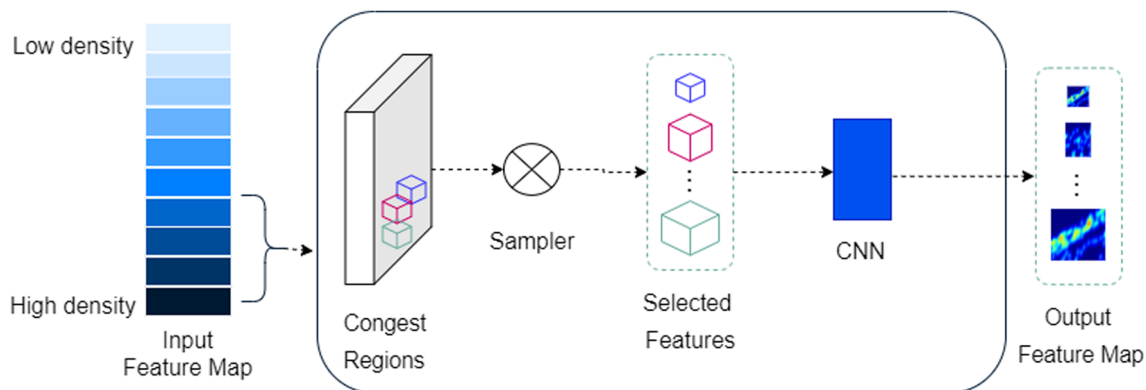 Low density
High density
Input
Feature Map
Congest
Regions
Sampler
Selected
Features
CNN
Output
Feature Map